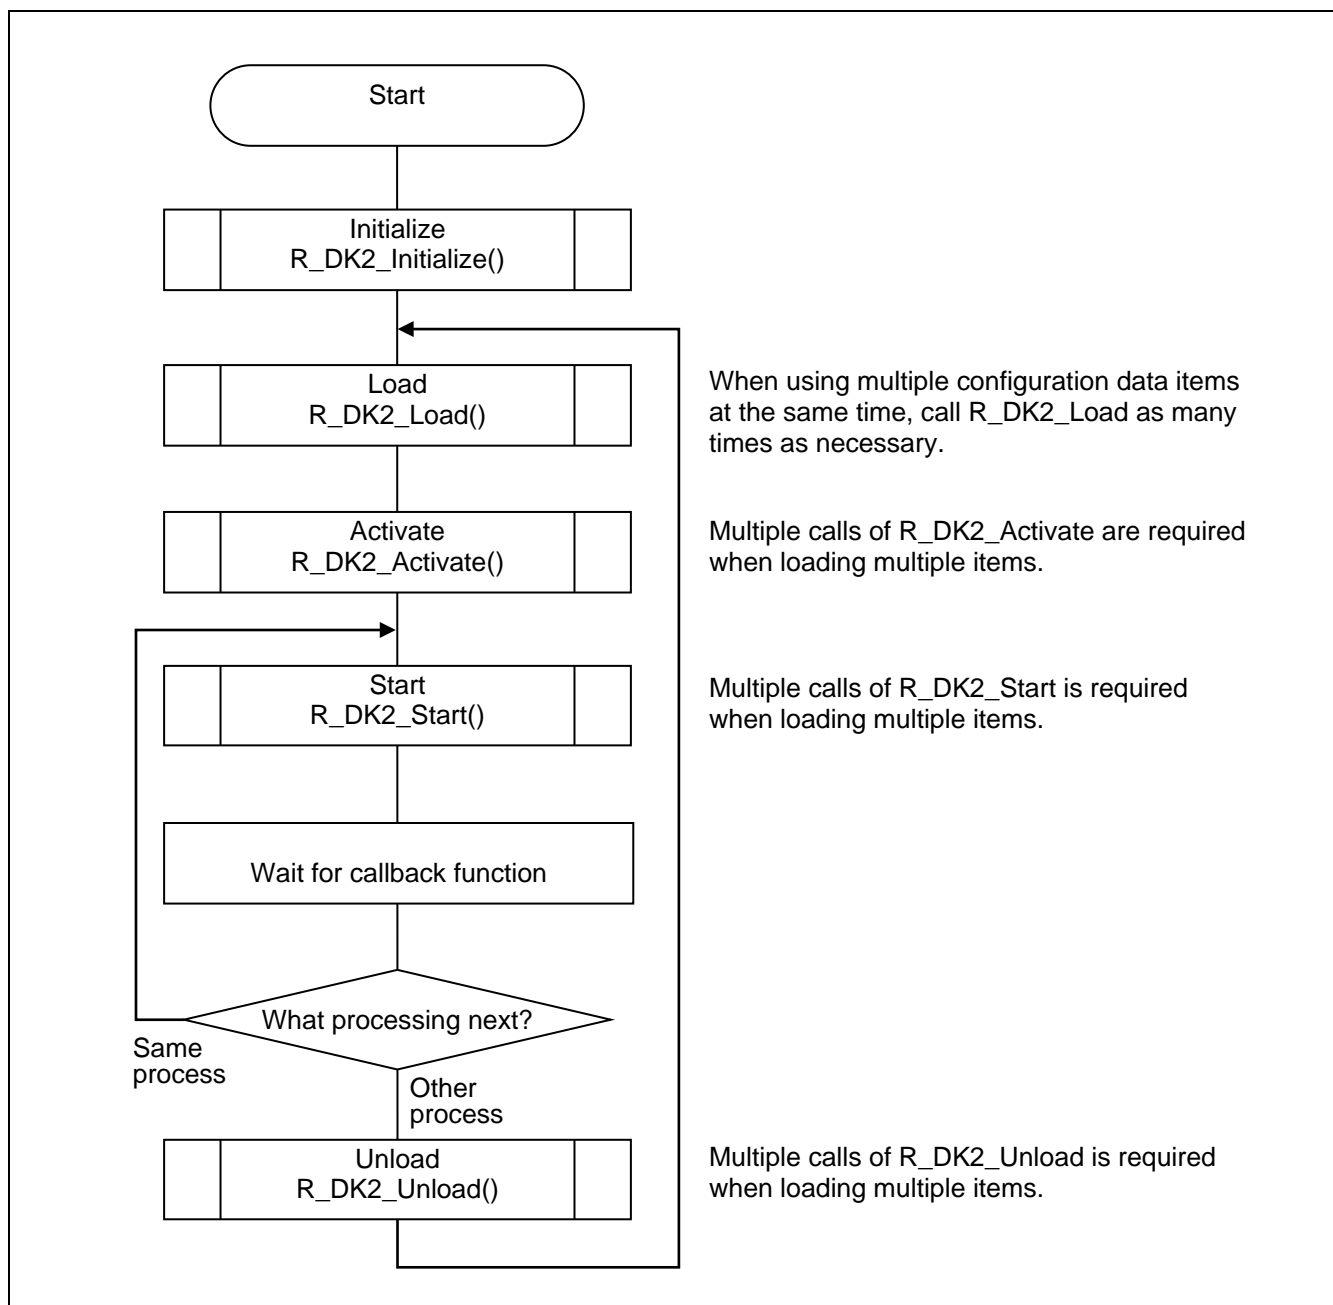 Start
Initialize
R_DK2_Initialize()
Load
R_DK2_Load()
When using multiple configuration data items
at the same time, call R_DK2_Load as many
times as necessary.
Activate
R_DK2_Activate()
Multiple calls of R_DK2_Activate are required
when loading multiple items.
Start
R_DK2_Start()
Multiple calls of R_DK2_Start is required
when loading multiple items.
Wait for callback function
What processing next?
Same
process
Other
process
Unload
R_DK2_Unload()
Multiple calls of R_DK2_Unload is required
when loading multiple items.